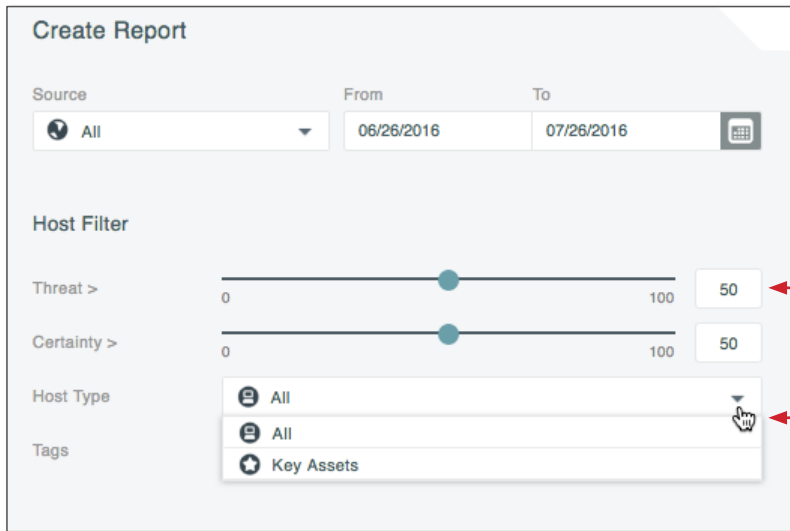 Create Report
Source From To
All 06/26/2016 07/26/2016
Host Filter
Threat > 0 100 50
Certainty > 0 100 50
Host Type All
All
Tags
Key Assets